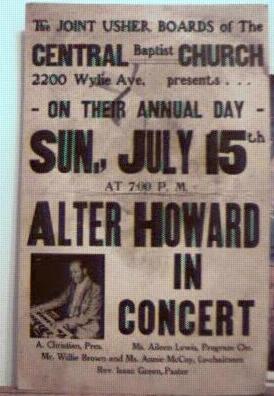 The JOINT USHER BOARDS of The
CENTRAL Baptist CHURCH
2200 Wylie Ave. presents...
- ON THEIR ANNUAL DAY -
SUN., JULY 15th
AT 7:00 P. M.
ALTER HOWARD
IN
CONCERT
A. Christian, Pres. Ms. Aileen Lewis, Program Chr.
Mr. Willie Brown and Ms. Annie McCoy, Co-chairmen
Rev. Isaac Green, Pastor